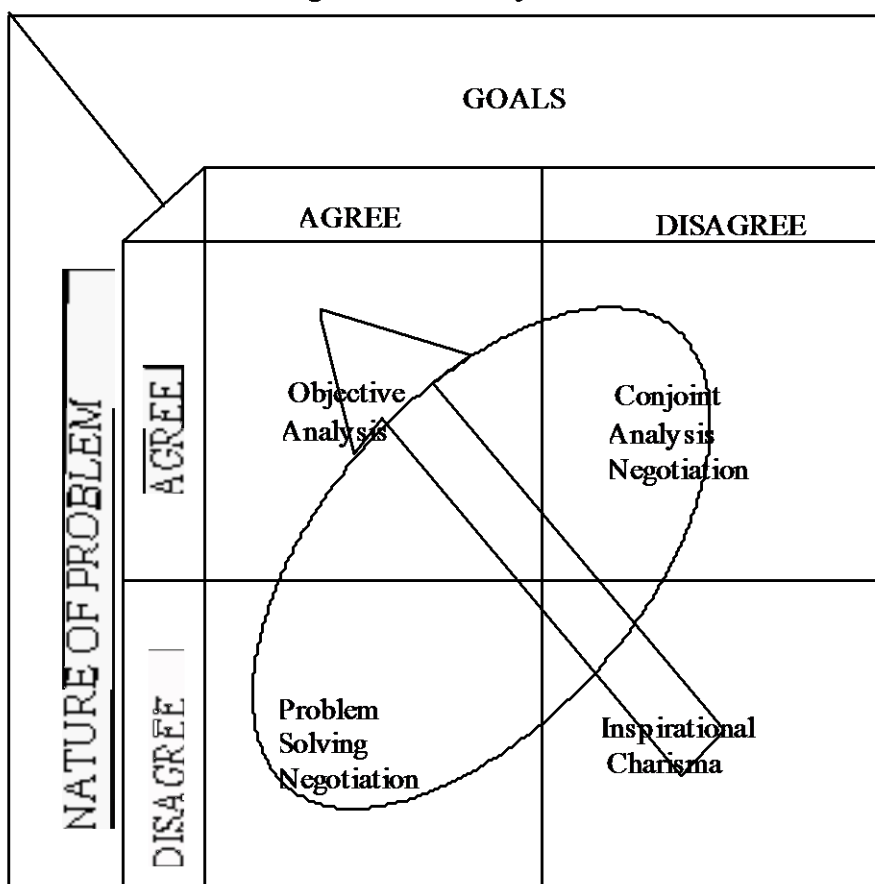 GOALS
AGREE
DISAGREE
NATURE OF PROBLEM
AGREE
Objective
Analysis
Conjoint
Analysis
Negotiation
DISAGREE
Problem
Solving
Negotiation
Inspirational
Charisma